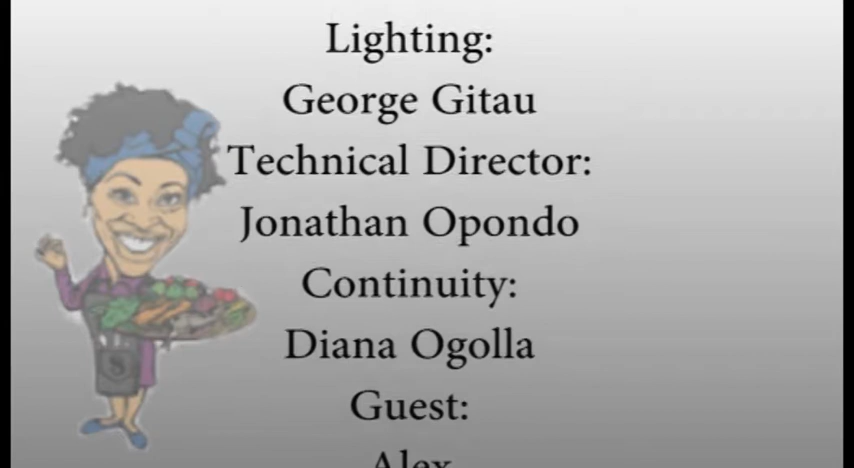 Lighting:
George Gitau
Technical Director:
Jonathan Opondo
Continuity:
Diana Ogolla
Guest:
Alex